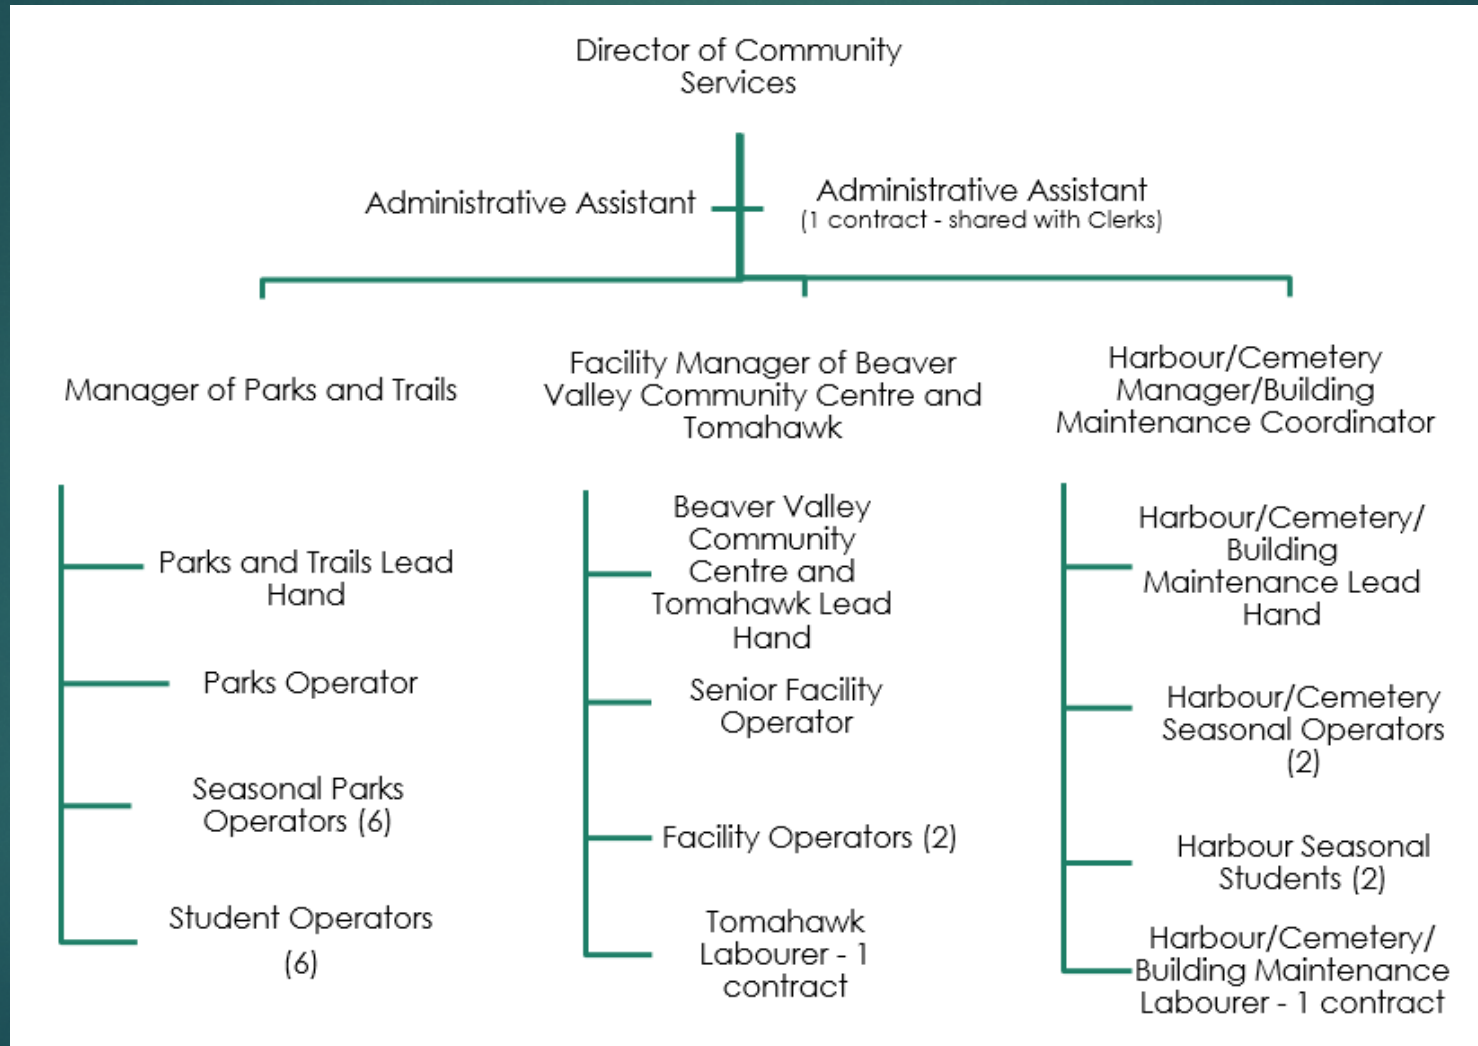 Director of Community
Services
Administrative Assistant
Administrative Assistant
(1 contract - shared with Clerks)
Manager of Parks and Trails
Facility Manager of Beaver
Valley Community Centre and
Tomahawk
Harbour/Cemetery
Manager/Building
Maintenance Coordinator
Parks and Trails Lead
Hand
Parks Operator
Seasonal Parks
Operators (6)
Student Operators
(6)
Beaver Valley
Community
Centre and
Tomahawk Lead
Hand
Senior Facility
Operator
Facility Operators (2)
Tomahawk
Labourer - 1
contract
Harbour/Cemetery/
Building
Maintenance Lead
Hand
Harbour/Cemetery
Seasonal Operators
(2)
Harbour Seasonal
Students (2)
Harbour/Cemetery/
Building Maintenance
Labourer - 1 contract